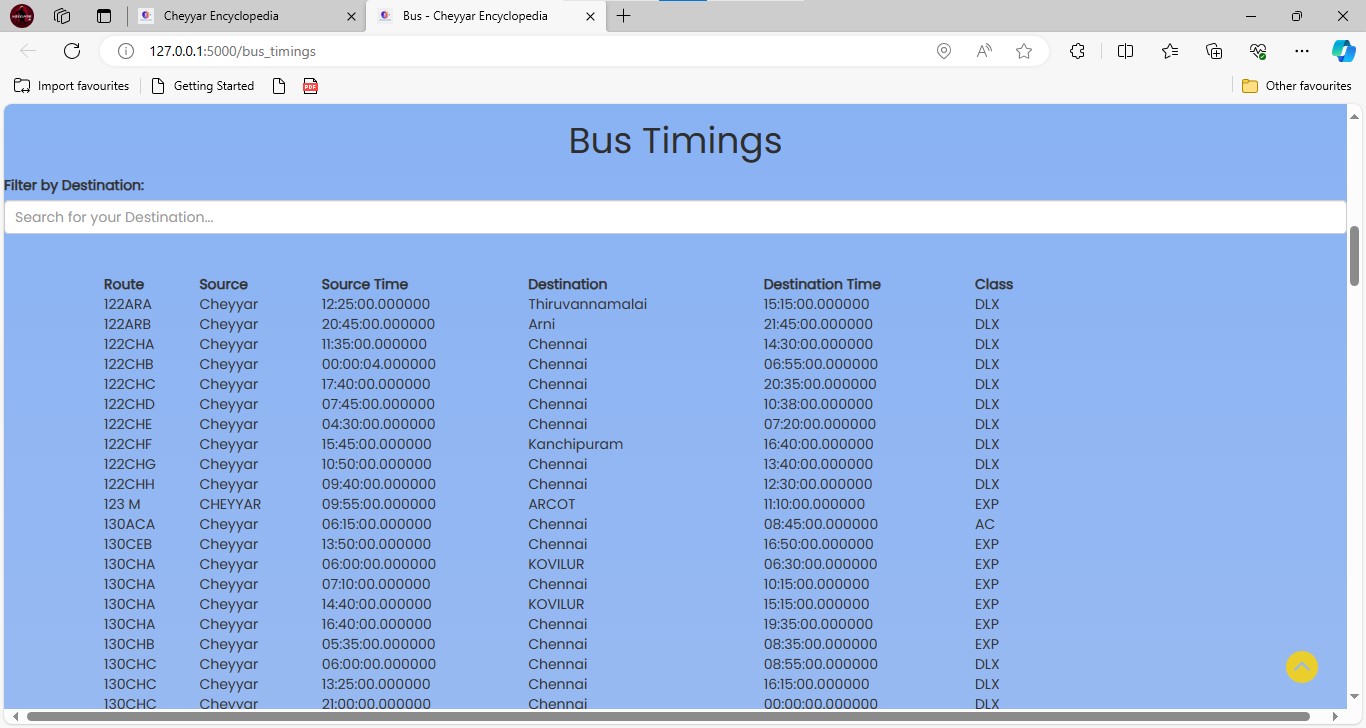 Cheyyar Encyclopedia Bus - Cheyyar Encyclopedia
127.0.0.1:5000/bus_timings
Import favourites Getting Started PDF Other favourites
Bus Timings
Filter by Destination:
Search for your Destination...
Route Source Source Time Destination Destination Time Class
122ARA Cheyyar 12:25:00.000000 Thiruvannamalai 15:15:00.000000 DLX
122ARB Cheyyar 20:45:00.000000 Arni 21:45:00.000000 DLX
122CHA Cheyyar 11:35:00.000000 Chennai 14:30:00.000000 DLX
122CHB Cheyyar 00:00:04.000000 Chennai 06:55:00.000000 DLX
122CHC Cheyyar 17:40:00.000000 Chennai 20:35:00.000000 DLX
122CHD Cheyyar 07:45:00.000000 Chennai 10:38:00.000000 DLX
122CHE Cheyyar 04:30:00.000000 Chennai 07:20:00.000000 DLX
122CHF Cheyyar 15:45:00.000000 Kanchipuram 16:40:00.000000 DLX
122CHG Cheyyar 10:50:00.000000 Chennai 13:40:00.000000 DLX
122CHH Cheyyar 09:40:00.000000 Chennai 12:30:00.000000 DLX
123 M CHEYYAR 09:55:00.000000 ARCOT 11:10:00.000000 EXP
130ACA Cheyyar 06:15:00.000000 Chennai 08:45:00.000000 AC
130CEB Cheyyar 13:50:00.000000 Chennai 16:50:00.000000 EXP
130CHA Cheyyar 06:00:00.000000 KOVILUR 06:30:00.000000 EXP
130CHA Cheyyar 07:10:00.000000 Chennai 10:15:00.000000 EXP
130CHA Cheyyar 14:40:00.000000 KOVILUR 15:15:00.000000 EXP
130CHA Cheyyar 16:40:00.000000 Chennai 19:35:00.000000 EXP
130CHB Cheyyar 05:35:00.000000 Chennai 08:35:00.000000 EXP
130CHC Cheyyar 06:00:00.000000 Chennai 08:55:00.000000 DLX
130CHC Cheyyar 13:25:00.000000 Chennai 16:15:00.000000 DLX
130CHC Cheyyar 21:00:00.000000 Chennai 00:00:00.000000 DLX